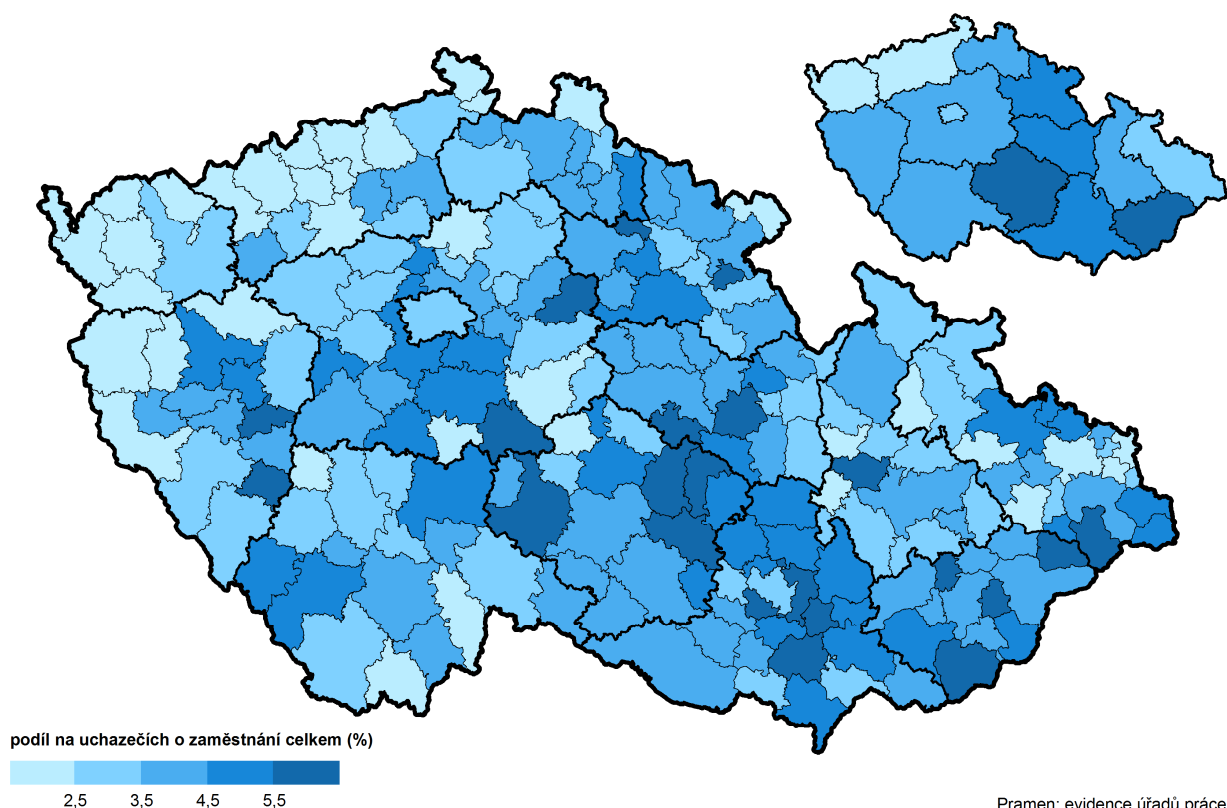 podíl na uchazečích o zaměstnání celkem (%)
2,5 3,5 4,5 5,5
Pramen: evidence úřadů práce